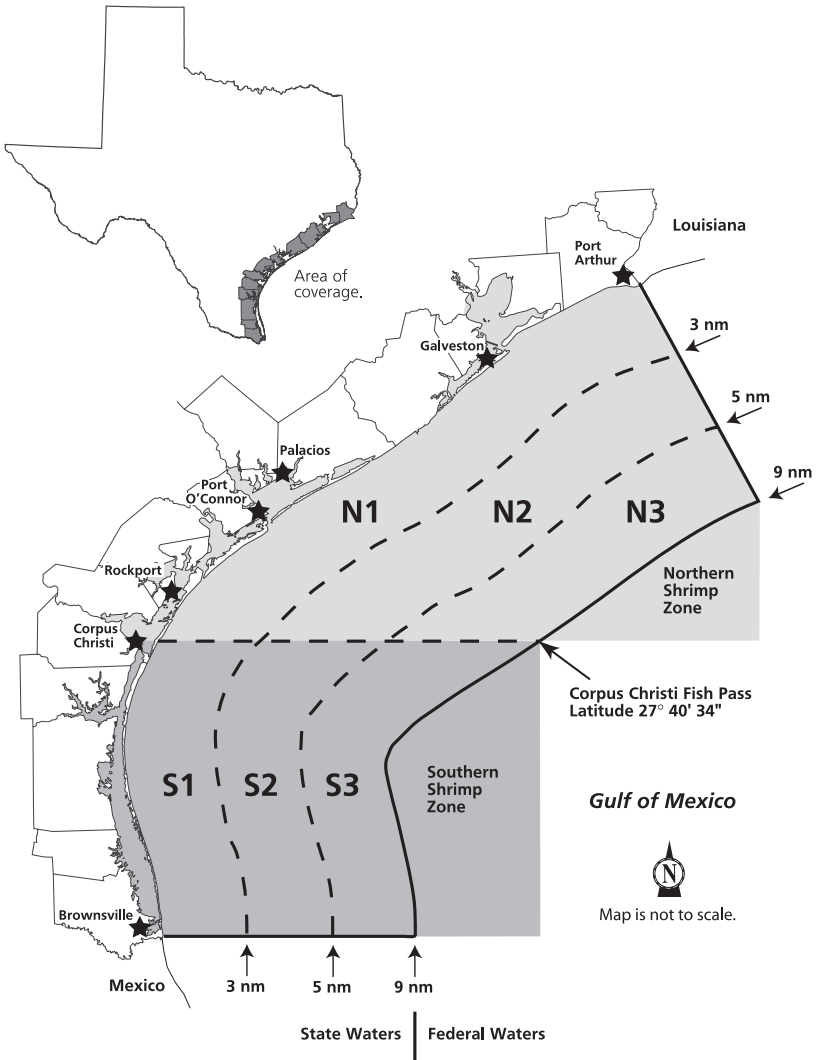 Area of
coverage.
Louisiana
Port
Arthur
3 nm
Galveston
5 nm
Palacios
9 nm
Port
O'Connor
N1
N2
N3
Rockport
Northern
Shrimp
Zone
Corpus
Christi
Corpus Christi Fish Pass
Latitude 27° 40' 34"
S1
S2
S3
Southern
Shrimp
Zone
Gulf of Mexico
N
Map is not to scale.
Brownsville
Mexico
3 nm
5 nm
9 nm
State Waters
Federal Waters